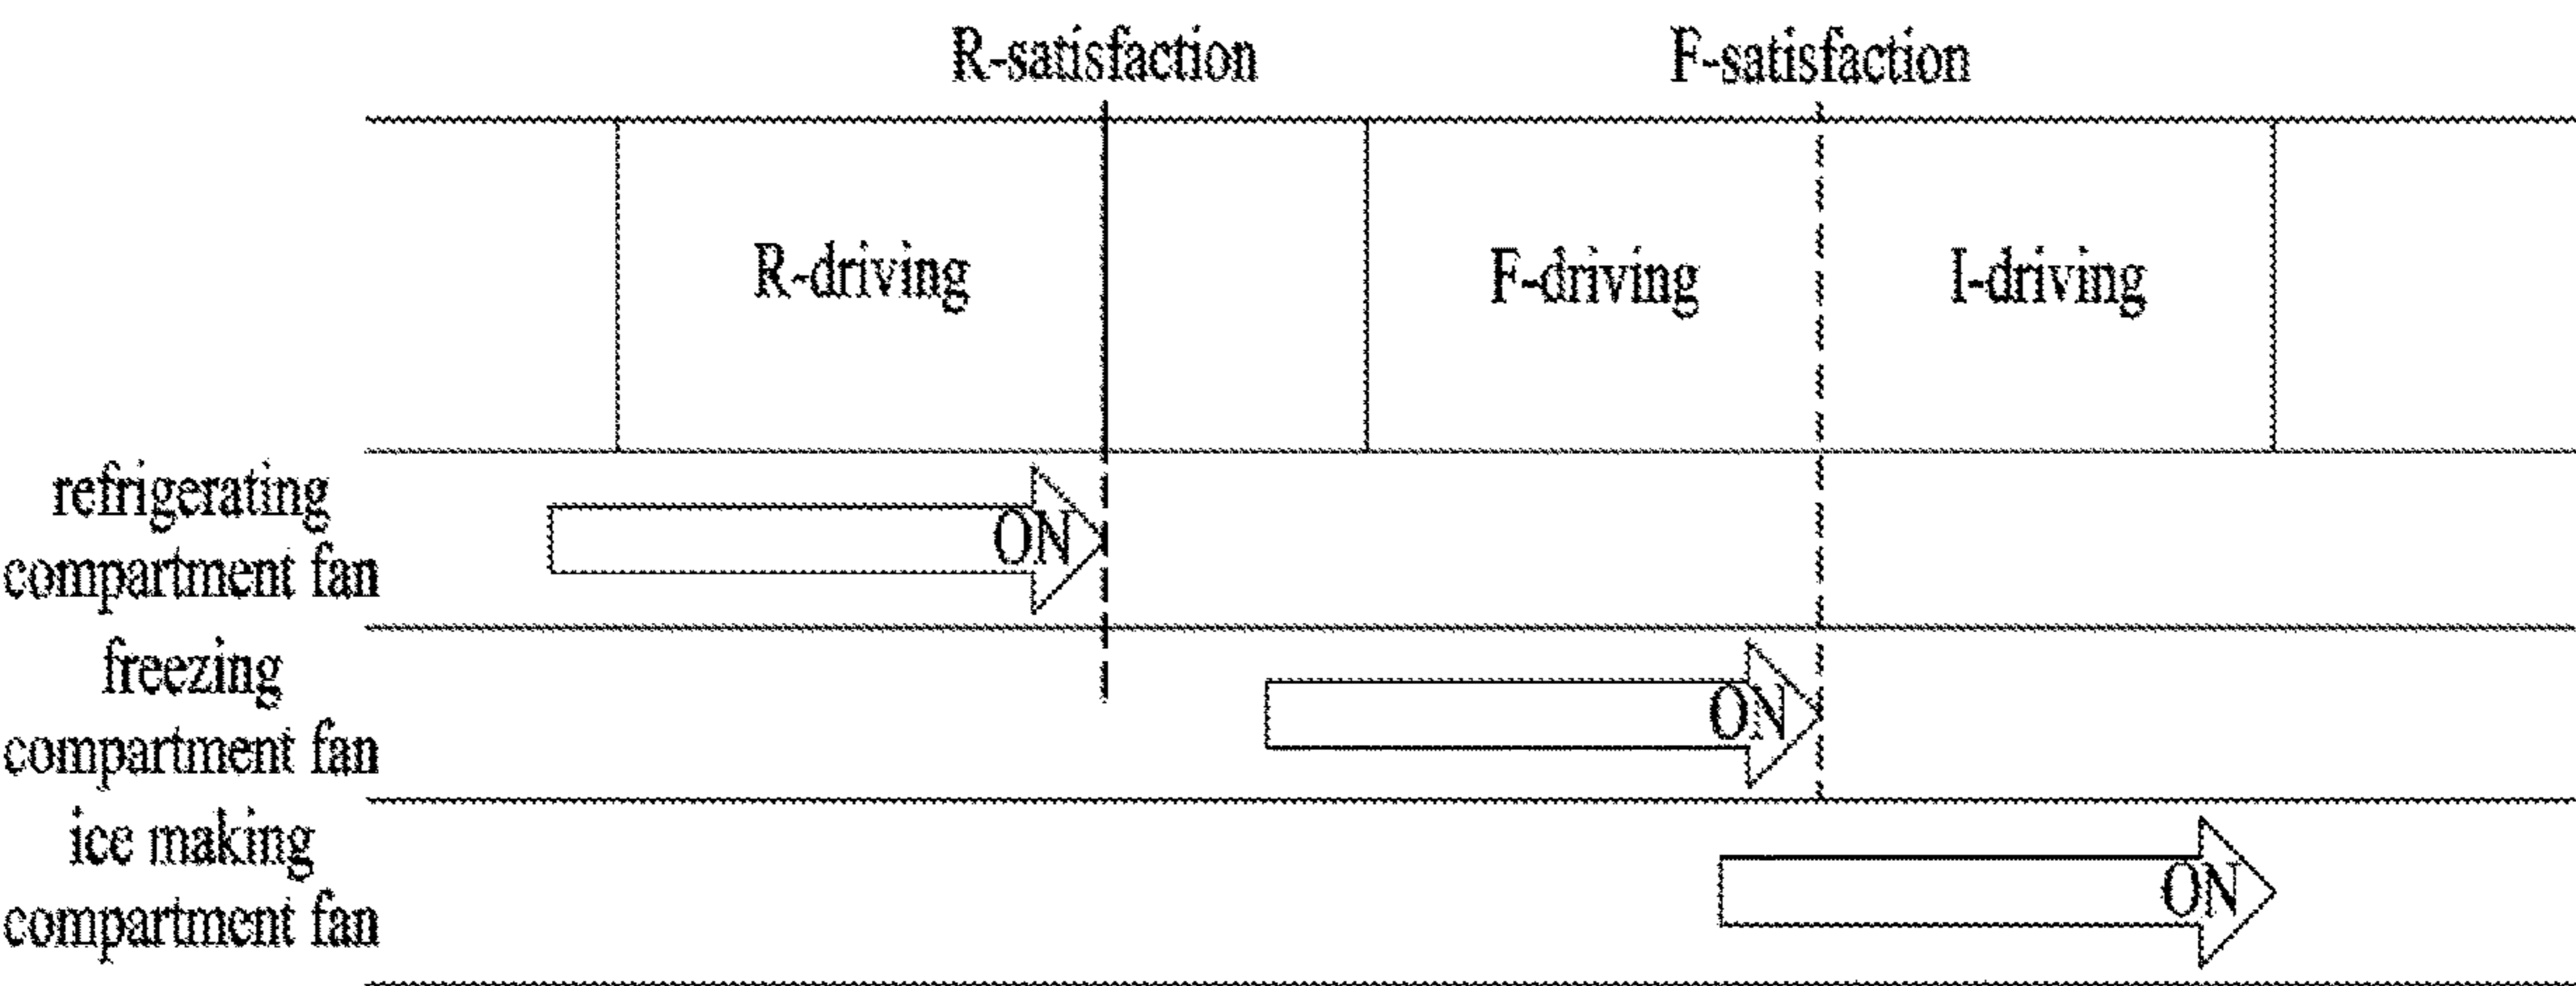 R-satisfaction
F-satisfaction
R-driving
F-driving
I-driving
refrigerating
compartment fan
ON
freezing
compartment fan
ON
ice making
compartment fan
ON